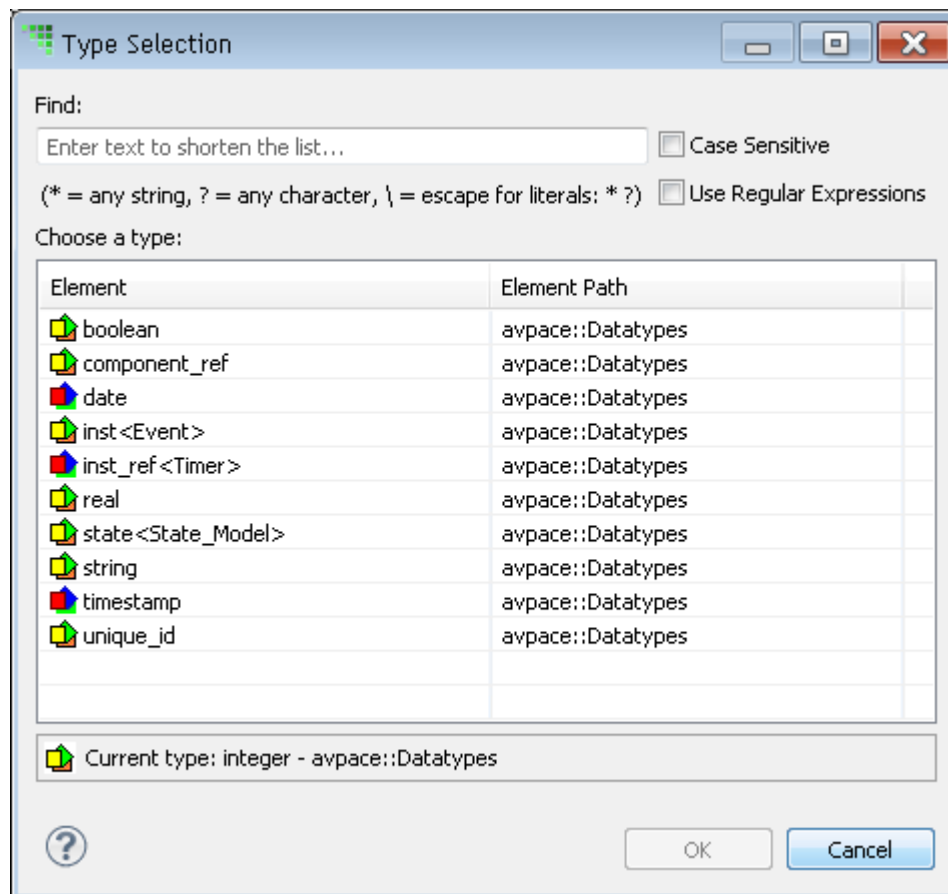 Type Selection
Find:
Enter text to shorten the list... Case Sensitive
(* = any string, ? = any character, \ = escape for literals: * ?) Use Regular Expressions
Choose a type:
Element Element Path
boolean avpace::Datatypes
component_ref avpace::Datatypes
date avpace::Datatypes
inst<Event> avpace::Datatypes
inst_ref<Timer> avpace::Datatypes
real avpace::Datatypes
state<State_Model> avpace::Datatypes
string avpace::Datatypes
timestamp avpace::Datatypes
unique_id avpace::Datatypes
Current type: integer - avpace::Datatypes
? OK Cancel